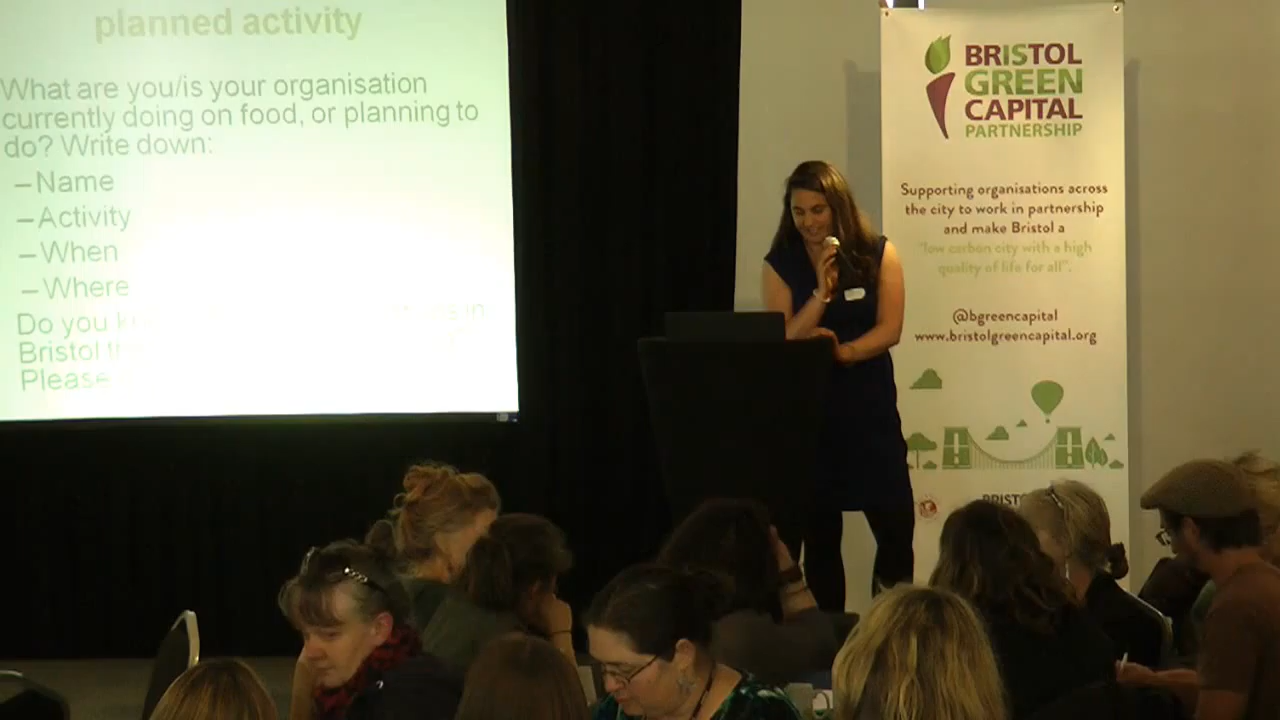 planned activity
What are you/is your organisation
currently doing on food, or planning to
do? Write down:
–Name
–Activity
–When
–Where
Do you in
Bristol
Please
BRISTOL
GREEN
CAPITAL
PARTNERSHIP
Supporting organisations across
the city to work in partnership
and make Bristol a
"low carbon city with a high
quality of life for all".
@bgreencapital
www.bristolgreencapital.org